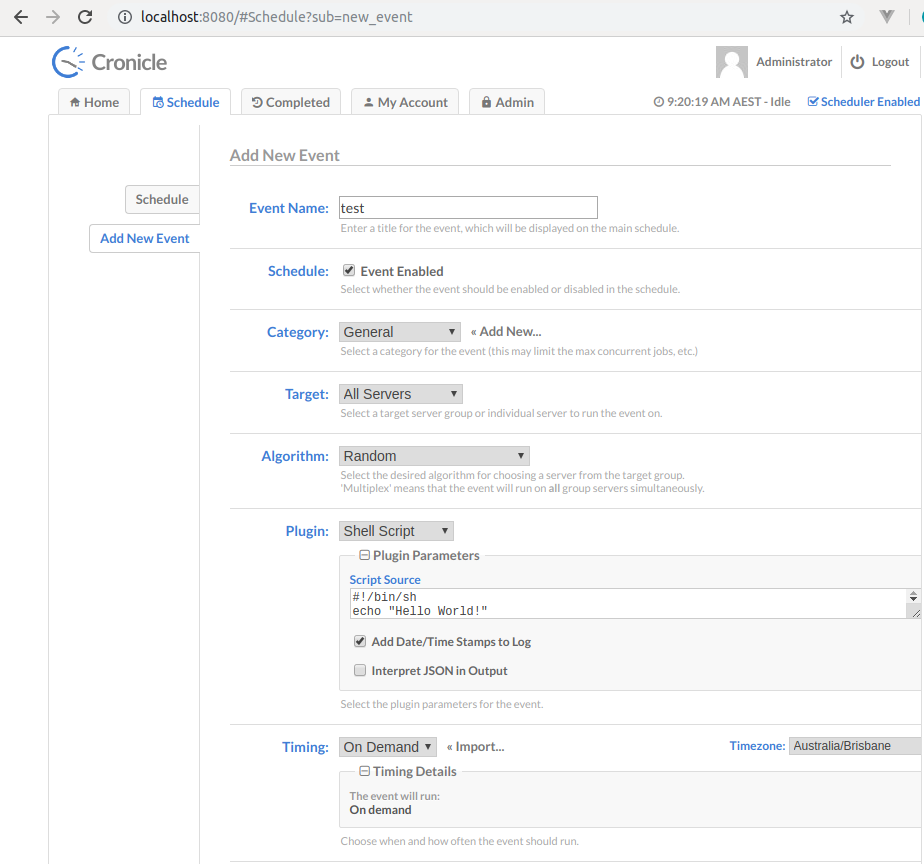 localhost:8080/#Schedule?sub=new_event
Cronicle
Administrator
Logout
Home
Schedule
Completed
My Account
Admin
9:20:19 AM AEST - Idle
Scheduler Enabled
Add New Event
Schedule
Add New Event
Event Name:
test
Enter a title for the event, which will be displayed on the main schedule.
Schedule:
Event Enabled
Select whether the event should be enabled or disabled in the schedule.
Category:
General
« Add New...
Select a category for the event (this may limit the max concurrent jobs, etc.)
Target:
All Servers
Select a target server group or individual server to run the event on.
Algorithm:
Random
Select the desired algorithm for choosing a server from the target group.
'Multiplex' means that the event will run on all group servers simultaneously.
Plugin:
Shell Script
Plugin Parameters
Script Source
#!/bin/sh
echo "Hello World!"
Add Date/Time Stamps to Log
Interpret JSON in Output
Select the plugin parameters for the event.
Timing:
On Demand
« Import...
Timezone:
Australia/Brisbane
Timing Details
The event will run:
On demand
Choose when and how often the event should run.